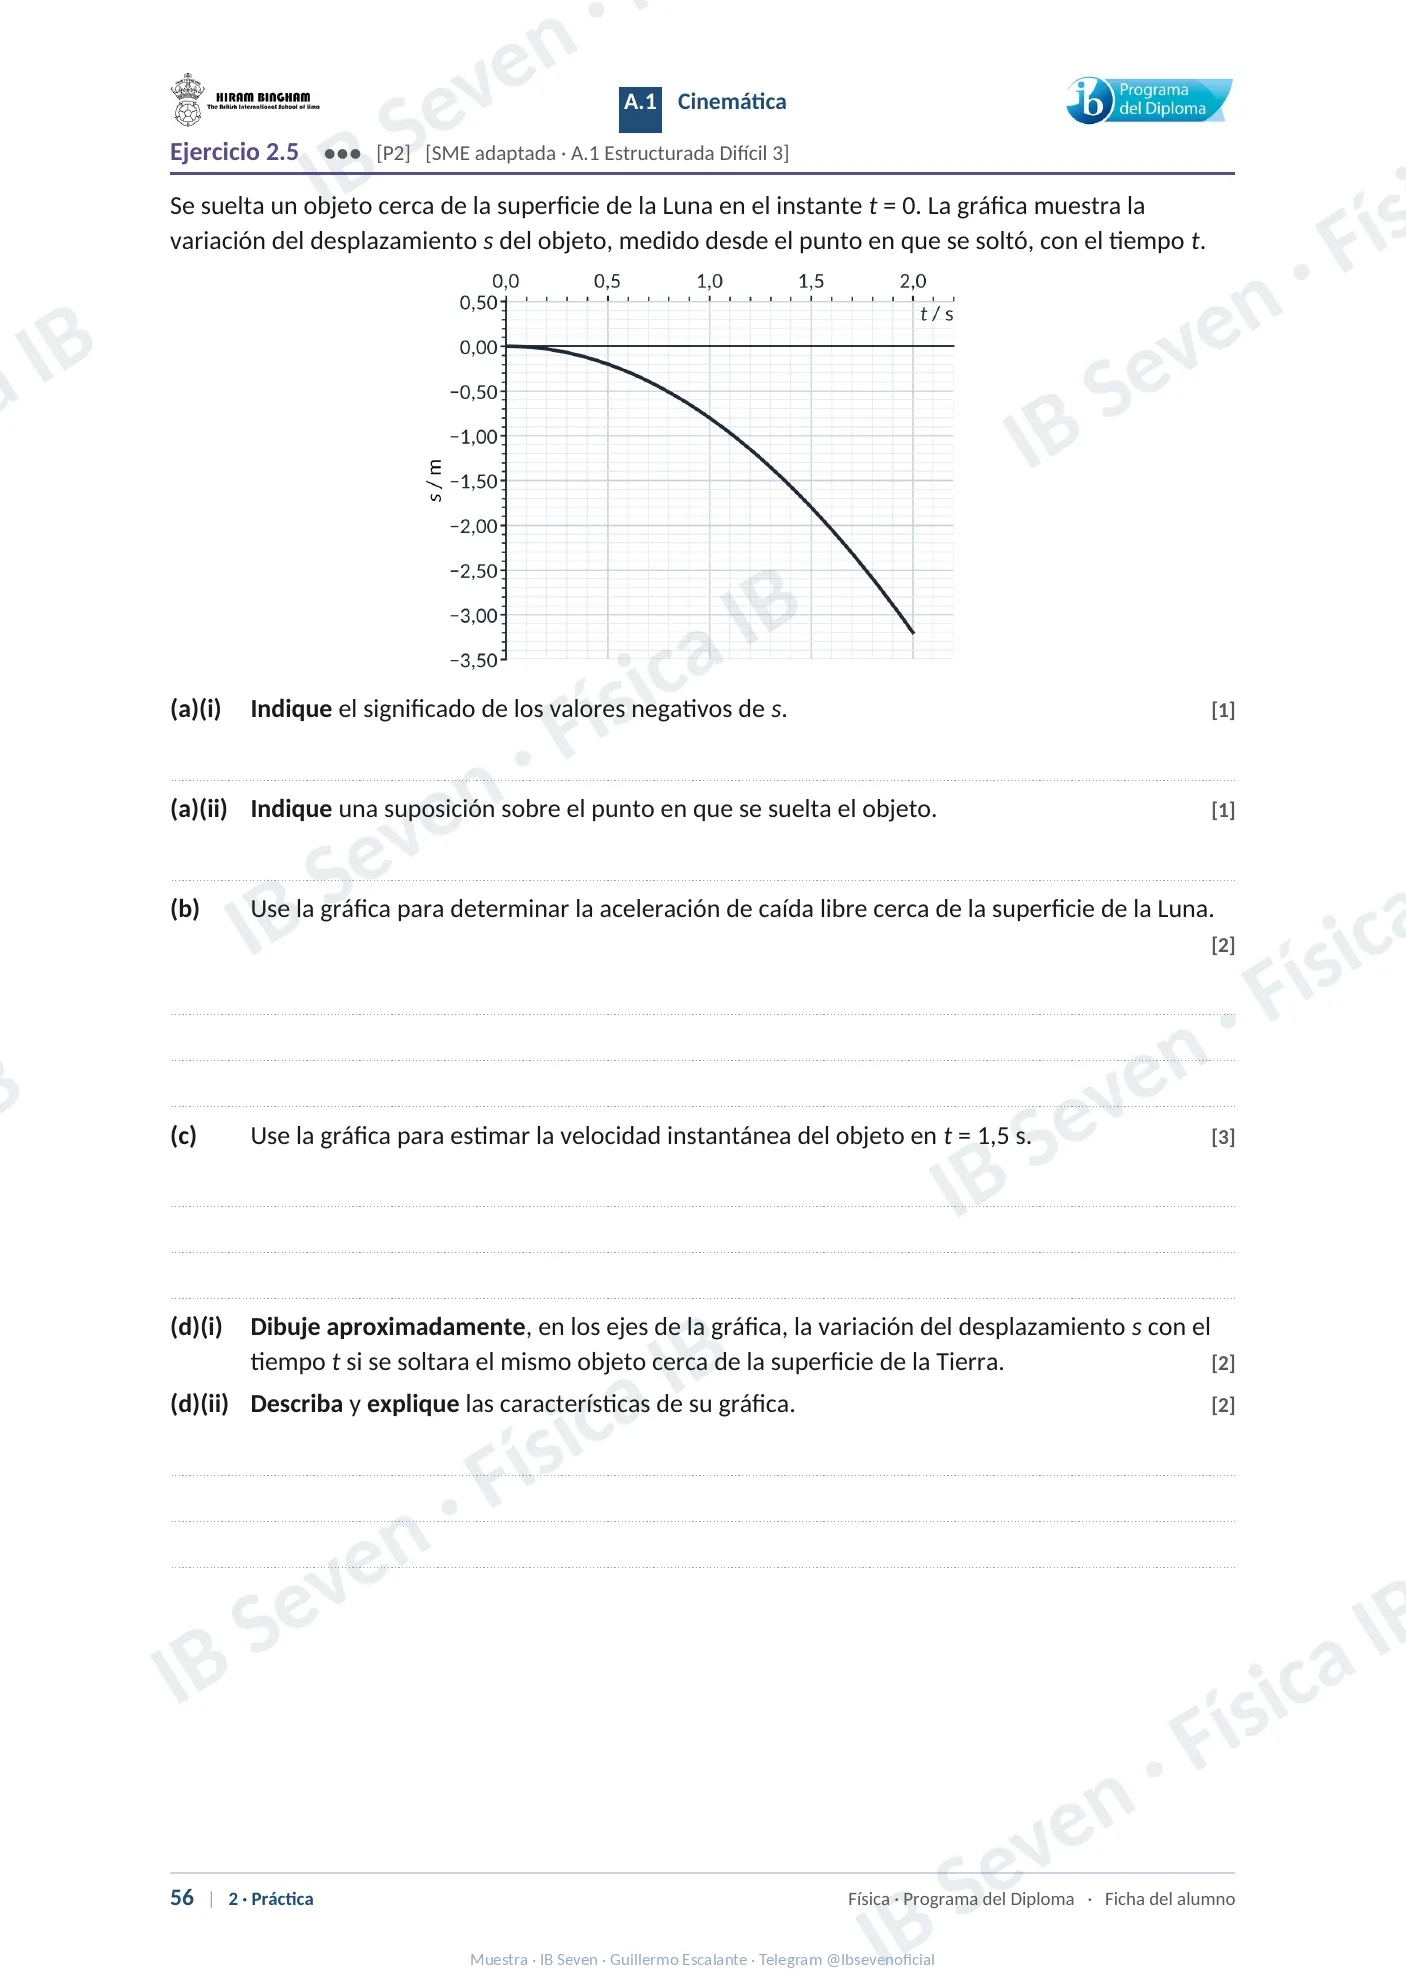 HIRAM BINGHAM
The British International School of Lima
A.1 Cinemática
Programa
del Diploma
Ejercicio 2.5 ●●● [P2] [SME adaptada · A.1 Estructurada Difícil 3]
Se suelta un objeto cerca de la superficie de la Luna en el instante t = 0. La gráfica muestra la
variación del desplazamiento s del objeto, medido desde el punto en que se soltó, con el tiempo t.
0,0 0,5 1,0 1,5 2,0
t / s
0,50
0,00
−0,50
−1,00
−1,50
−2,00
−2,50
−3,00
−3,50
s / m
(a)(i) Indique el significado de los valores negativos de s. [1]
(a)(ii) Indique una suposición sobre el punto en que se suelta el objeto. [1]
(b) Use la gráfica para determinar la aceleración de caída libre cerca de la superficie de la Luna.
[2]
(c) Use la gráfica para estimar la velocidad instantánea del objeto en t = 1,5 s. [3]
(d)(i) Dibuje aproximadamente, en los ejes de la gráfica, la variación del desplazamiento s con el
tiempo t si se soltara el mismo objeto cerca de la superficie de la Tierra. [2]
(d)(ii) Describa y explique las características de su gráfica. [2]
56 | 2 · Práctica Física · Programa del Diploma · Ficha del alumno
Muestra · IB Seven · Guillermo Escalante · Telegram @Ibsevenoficial
IB Seven · Física IB